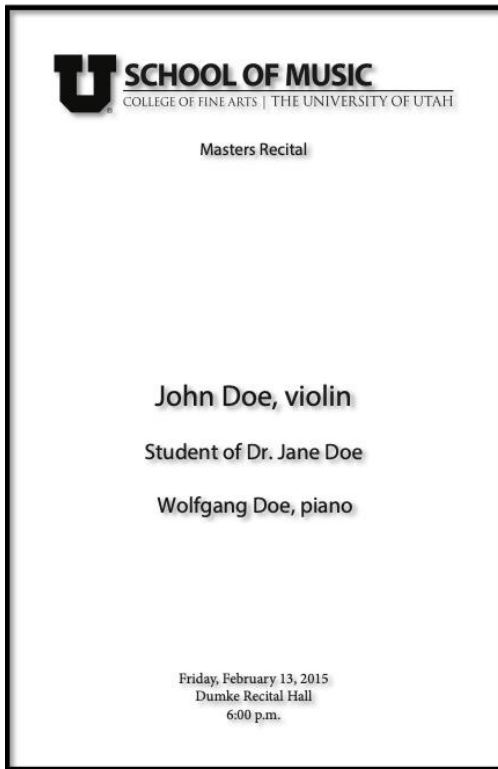 U SCHOOL OF MUSIC
COLLEGE OF FINE ARTS | THE UNIVERSITY OF UTAH
Masters Recital
John Doe, violin
Student of Dr. Jane Doe
Wolfgang Doe, piano
Friday, February 13, 2015
Dumke Recital Hall
6:00 p.m.